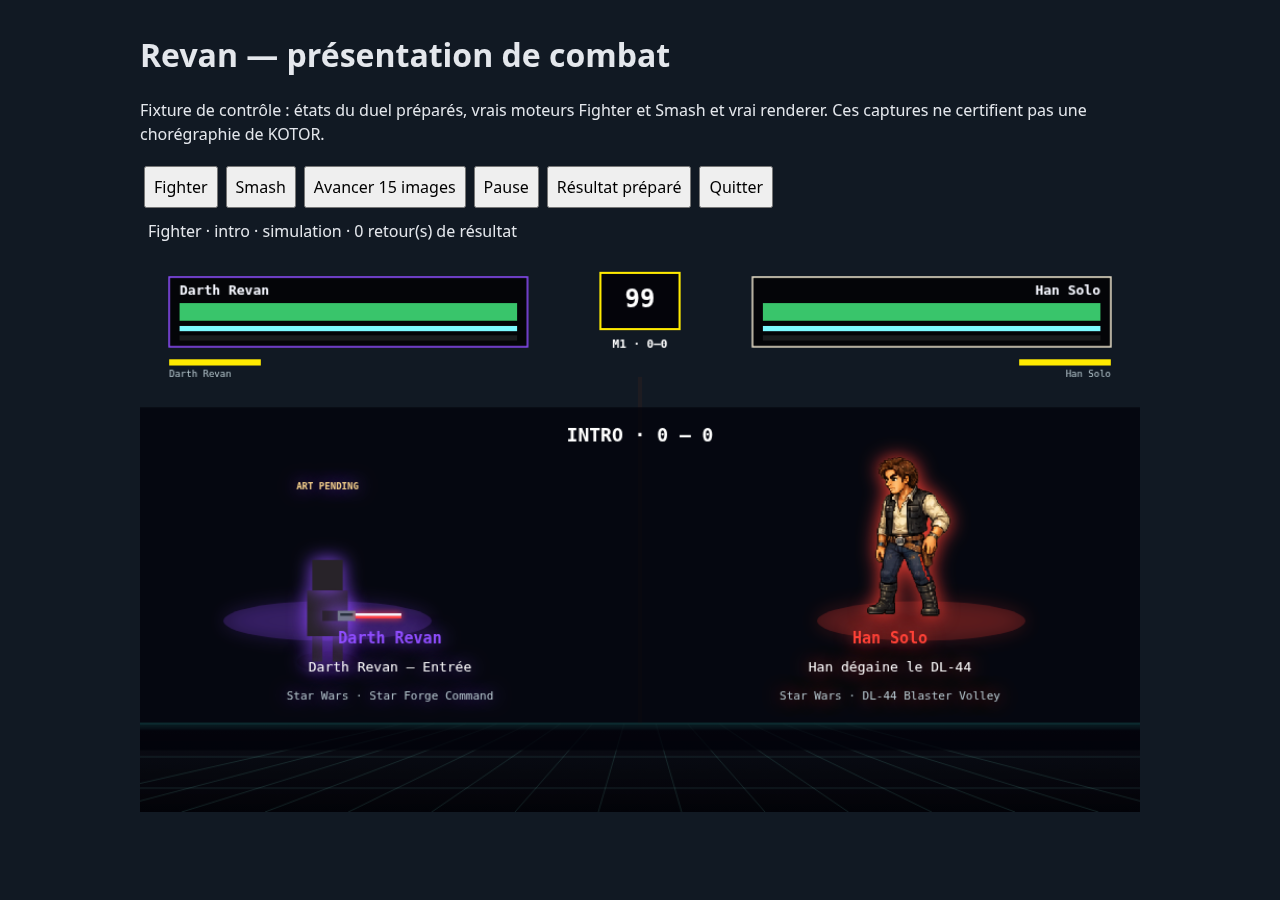 Revan — présentation de combat
Fixture de contrôle : états du duel préparés, vrais moteurs Fighter et Smash et vrai renderer. Ces captures ne certifient pas une
chorégraphie de KOTOR.
Fighter Smash Avancer 15 images Pause Résultat préparé Quitter
Fighter · intro · simulation · 0 retour(s) de résultat
Darth Revan 99 Han Solo
M1 · 0–0
Darth Revan Han Solo
INTRO · 0 — 0
ART PENDING
Darth Revan Han Solo
Darth Revan — Entrée Han dégaine le DL-44
Star Wars · Star Forge Command Star Wars · DL-44 Blaster Volley